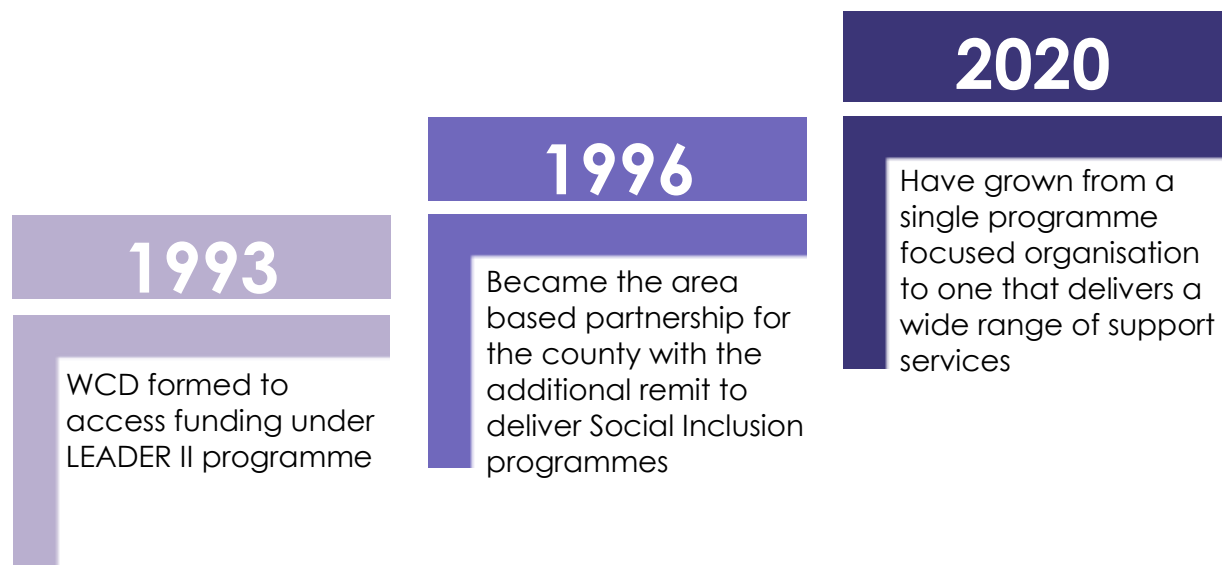 1993
WCD formed to
access funding under
LEADER II programme
1996
Became the area
based partnership for
the county with the
additional remit to
deliver Social Inclusion
programmes
2020
Have grown from a
single programme
focused organisation
to one that delivers a
wide range of support
services